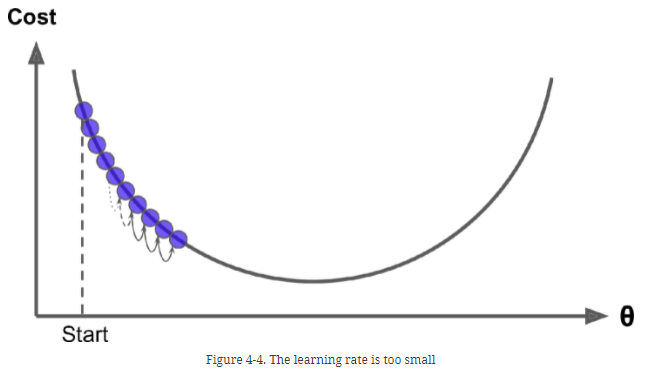 Cost
θ
Start
Figure 4-4. The learning rate is too small